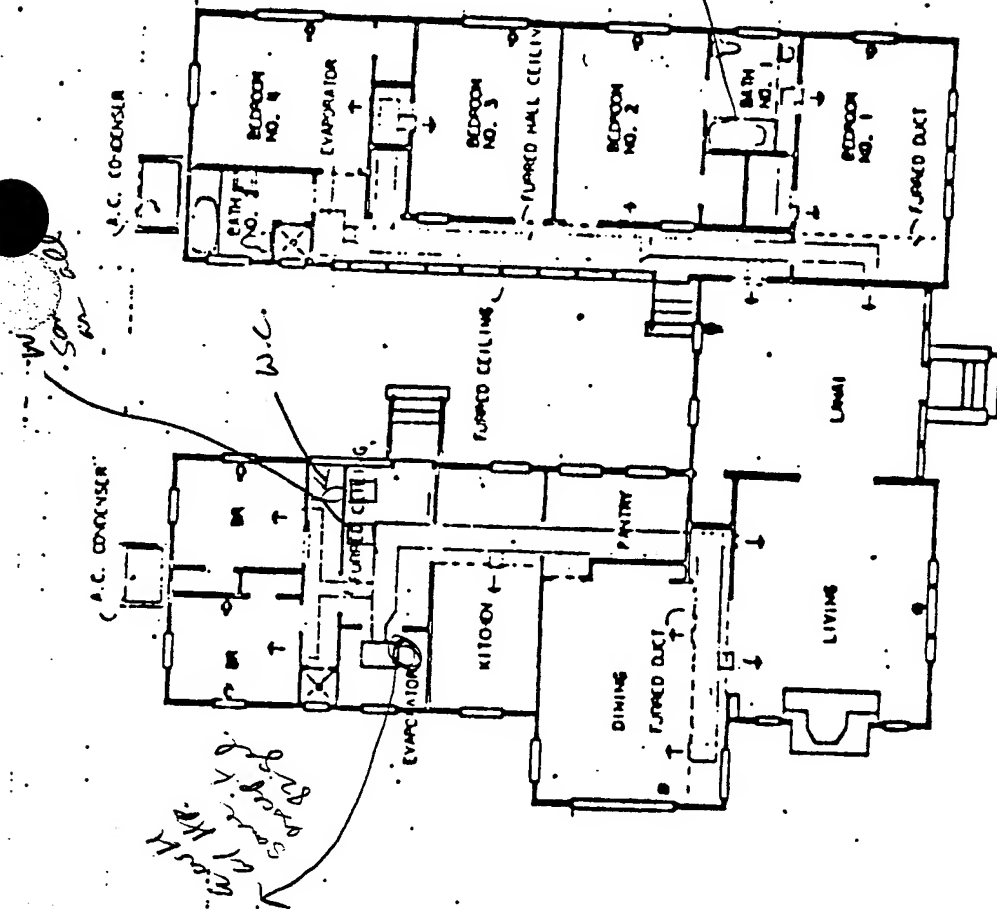 (A.C. CONDENSER
BEDROOM
NO. 4
EVAPORATOR
BATH
NO. 2
BEDROOM
NO. 3
FURRED HALL CEILIN
BEDROOM
NO. 2
BATH
NO. 1
BEDROOM
NO. 1
FURRED DUCT
W.C.
FURRED CEILING
LANAI
(A.C. CONDENSER
BR
BR
FURRED CEILING,
PANTRY
KITCHEN
EVAPORATOR
DINING
FURRED DUCT
LIVING